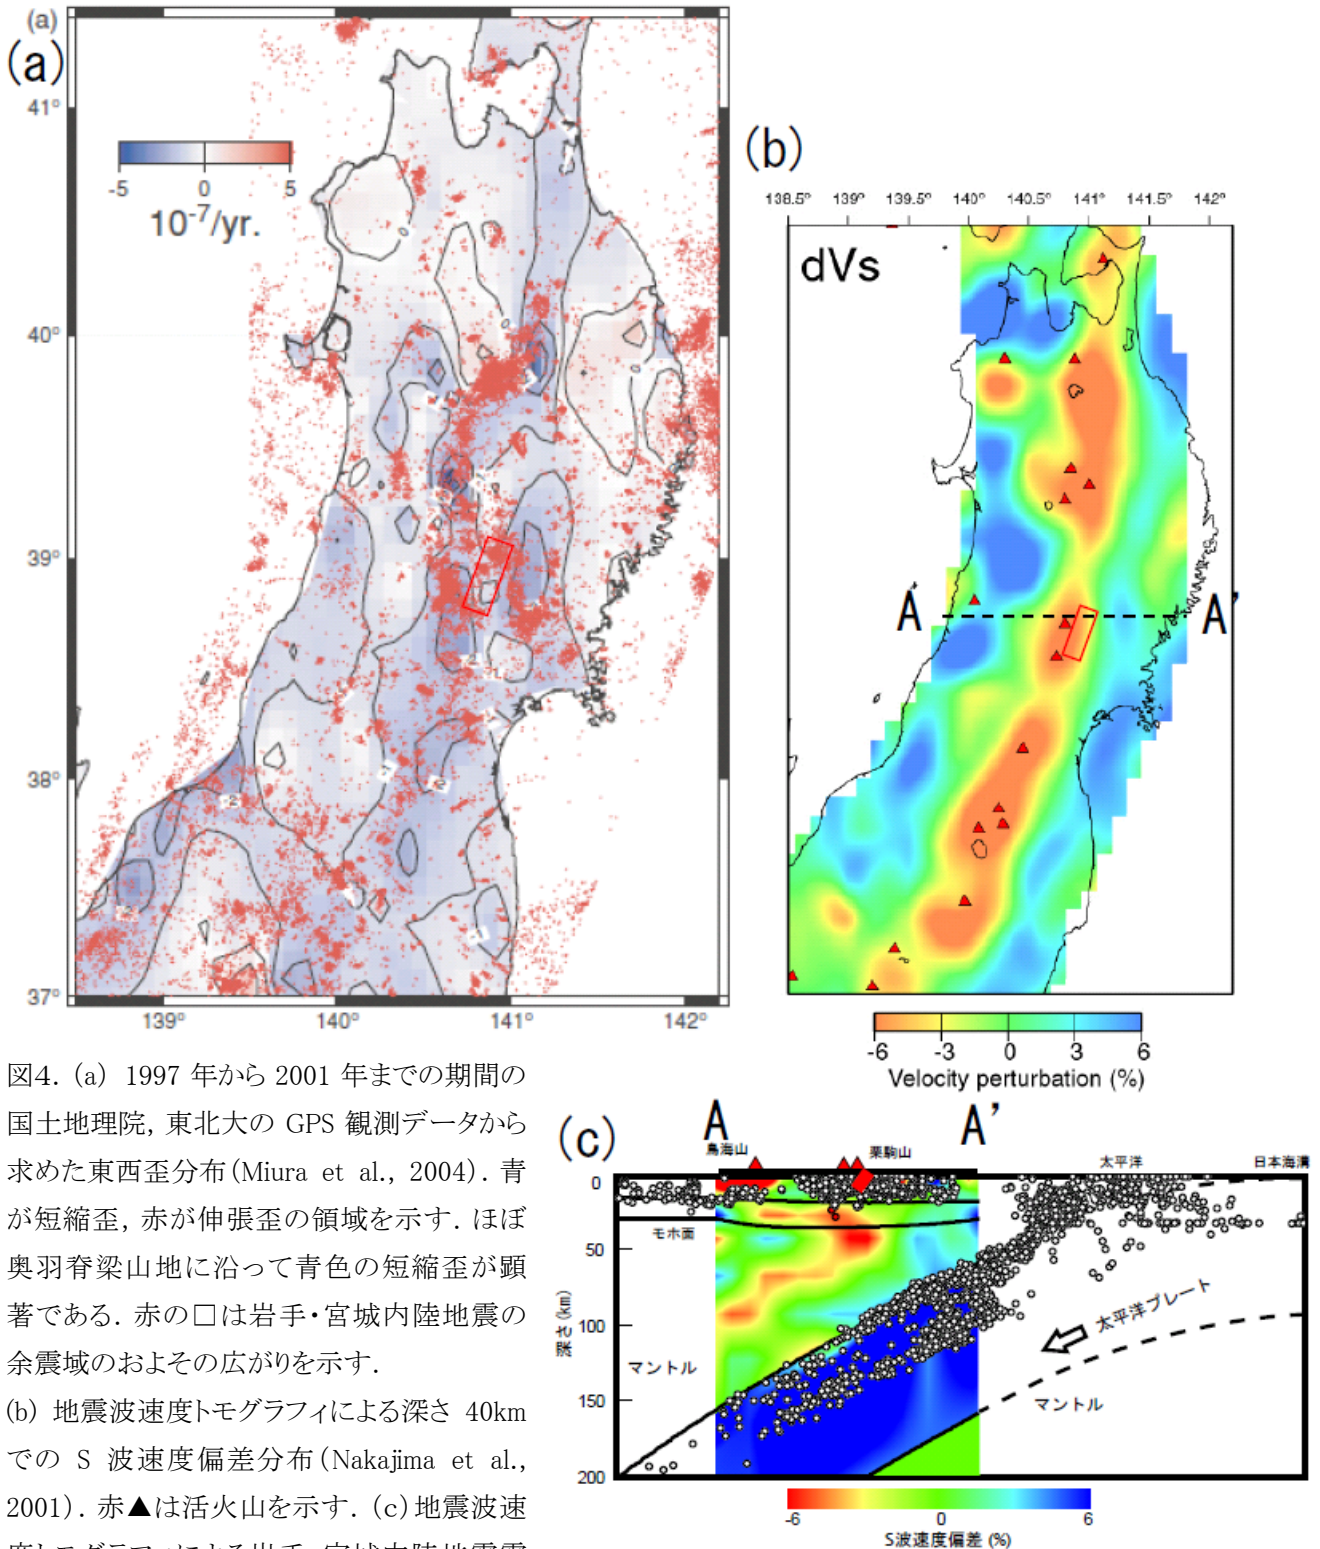 (a)
(a)
41°
40°
39°
38°
37°
-5 0 5
10⁻⁷/yr.
139° 140° 141° 142°
(b)
138.5° 139° 139.5° 140° 140.5° 141° 141.5° 142°
dVs
A A'
-6 -3 0 3 6
Velocity perturbation (%)
(c)
A A'
鳥海山 栗駒山 太平洋 日本海溝
0
モホ面
50
100
150
200
深さ(km)
マントル
太平洋プレート
マントル
-6 0 6
S波速度偏差 (%)
図4. (a) 1997 年から 2001 年までの期間の
国土地理院, 東北大の GPS 観測データから
求めた東西歪分布(Miura et al., 2004). 青
が短縮歪, 赤が伸張歪の領域を示す. ほぼ
奥羽脊梁山地に沿って青色の短縮歪が顕
著である. 赤の□は岩手・宮城内陸地震の
余震域のおよその広がりを示す.
(b) 地震波速度トモグラフィによる深さ 40km
での S 波速度偏差分布(Nakajima et al.,
2001). 赤▲は活火山を示す. (c)地震波速